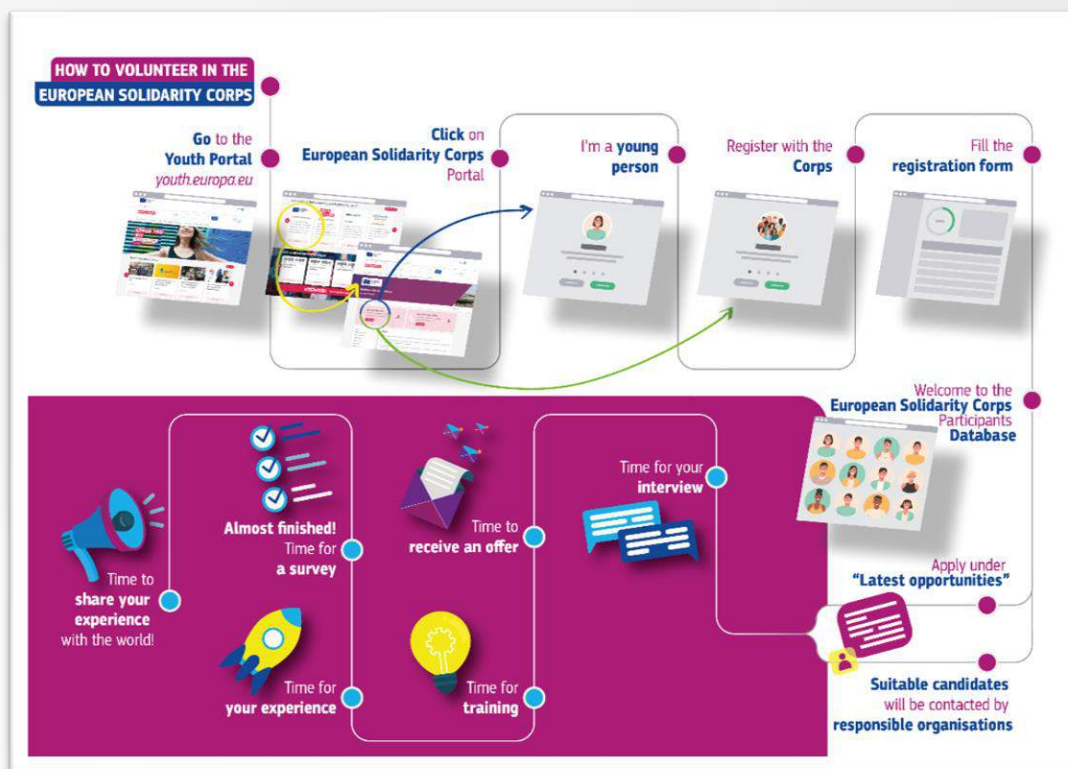 HOW TO VOLUNTEER IN THE
EUROPEAN SOLIDARITY CORPS
Go to the
Youth Portal
youth.europa.eu
Click on
European Solidarity Corps
Portal
I'm a young
person
Register with the
Corps
Fill the
registration form
Welcome to the
European Solidarity Corps
Participants
Database
Apply under
"Latest opportunities"
Suitable candidates
will be contacted by
responsible organisations
Time for your
interview
Time to
receive an offer
Time for
training
Time for
your experience
Almost finished!
Time for
a survey
Time to
share your
experience
with the world!